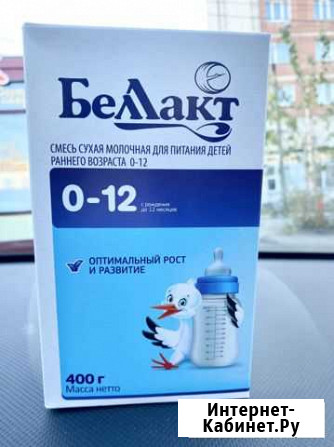 Беллакт
СМЕСЬ СУХАЯ МОЛОЧНАЯ ДЛЯ ПИТАНИЯ ДЕТЕЙ
РАННЕГО ВОЗРАСТА 0-12
0-12
с рождения
до 12 месяцев
ОПТИМАЛЬНЫЙ РОСТ
И РАЗВИТИЕ
400 г
Масса нетто
Интернет-
Кабинет.Ру